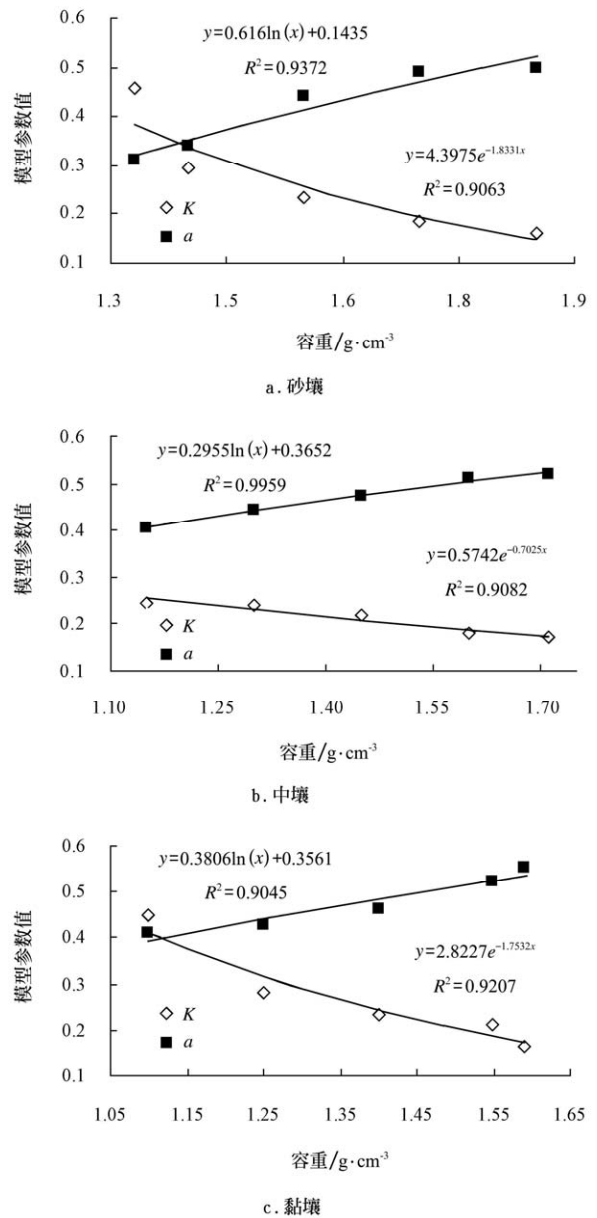 0.6
0.5
0.4
0.3
0.2
0.1
模型参数值
y=0.616ln(x)+0.1435
R²=0.9372
y=4.3975e^{-1.8331x}
R²=0.9063
◇ K
■ a
1.3 1.5 1.6 1.8 1.9
容重/g·cm⁻³
a.砂壤
0.6
0.5
0.4
0.3
0.2
0.1
模型参数值
y=0.2955ln(x)+0.3652
R²=0.9959
y=0.5742e^{-0.7025x}
R²=0.9082
◇ K
■ a
1.10 1.25 1.40 1.55 1.70
容重/g·cm⁻³
b.中壤
0.6
0.5
0.4
0.3
0.2
0.1
模型参数值
y=0.3806ln(x)+0.3561
R²=0.9045
y=2.8227e^{-1.7532x}
R²=0.9207
◇ K
■ a
1.05 1.15 1.25 1.35 1.45 1.55 1.65
容重/g·cm⁻³
c.黏壤